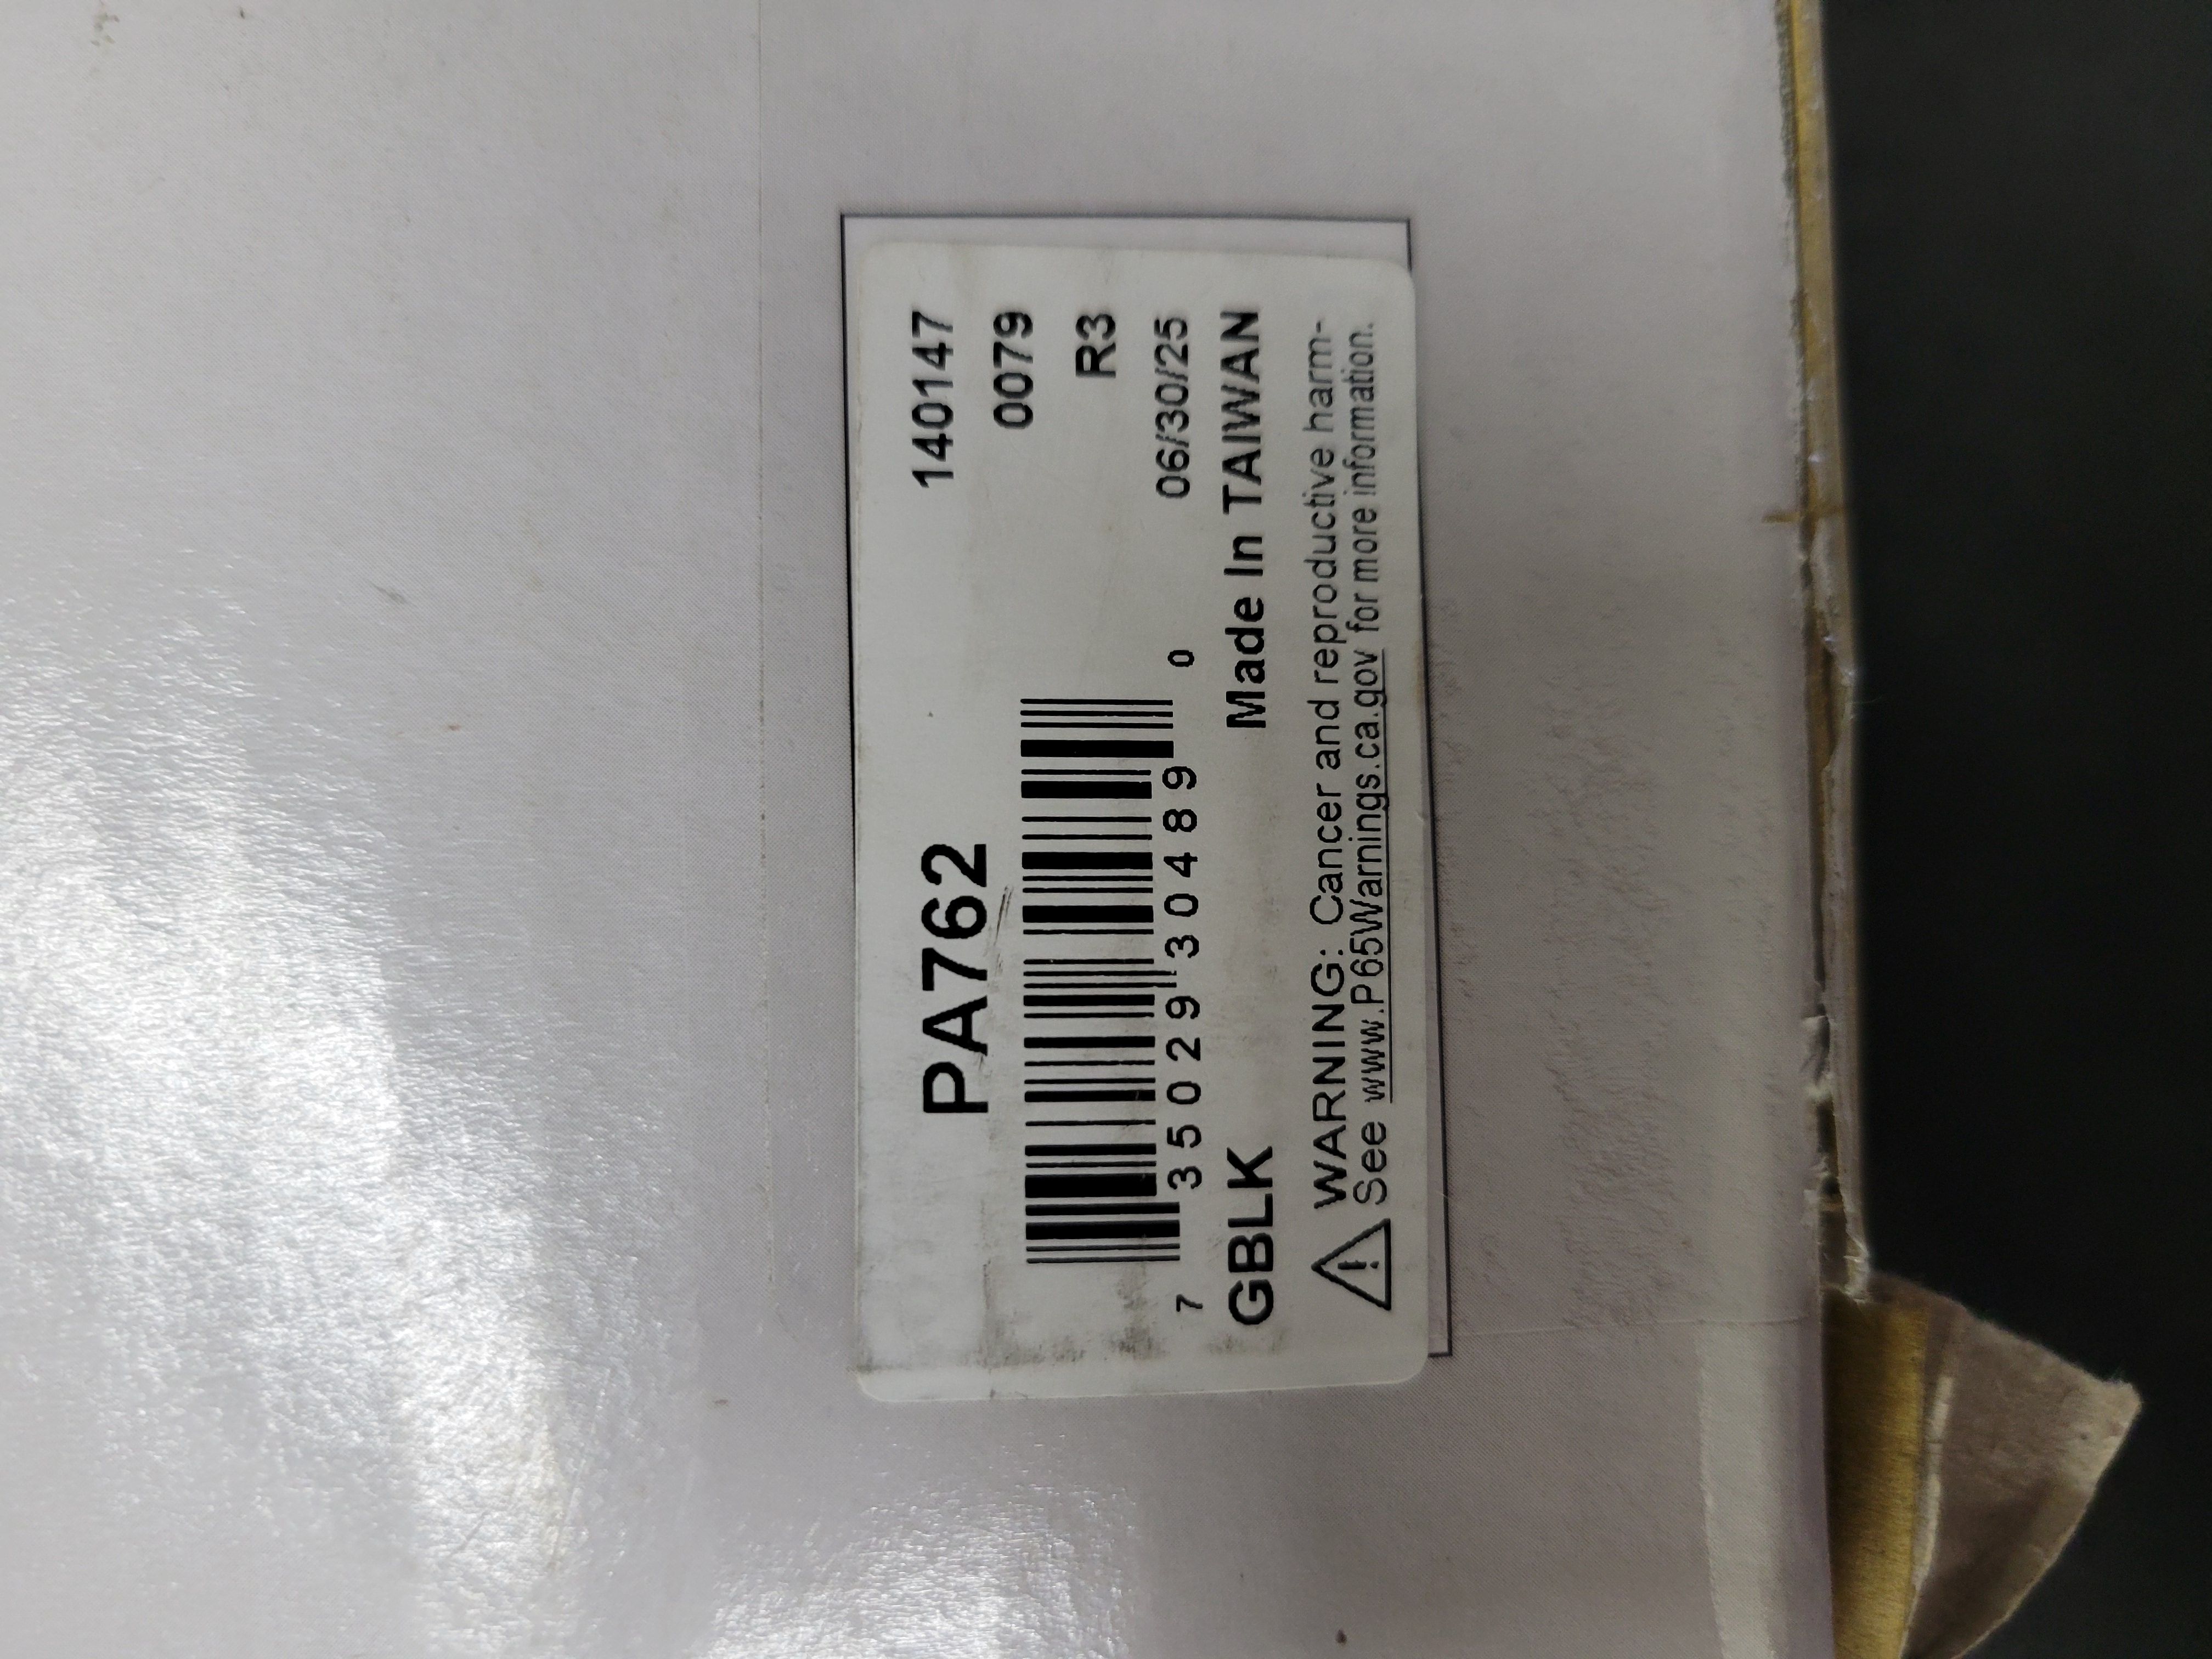 PA762
140147
0079
R3
7 35029 30489 0
06/30/25
GBLK
Made In TAIWAN
WARNING: Cancer and reproductive harm-
See www.P65Warnings.ca.gov for more information.